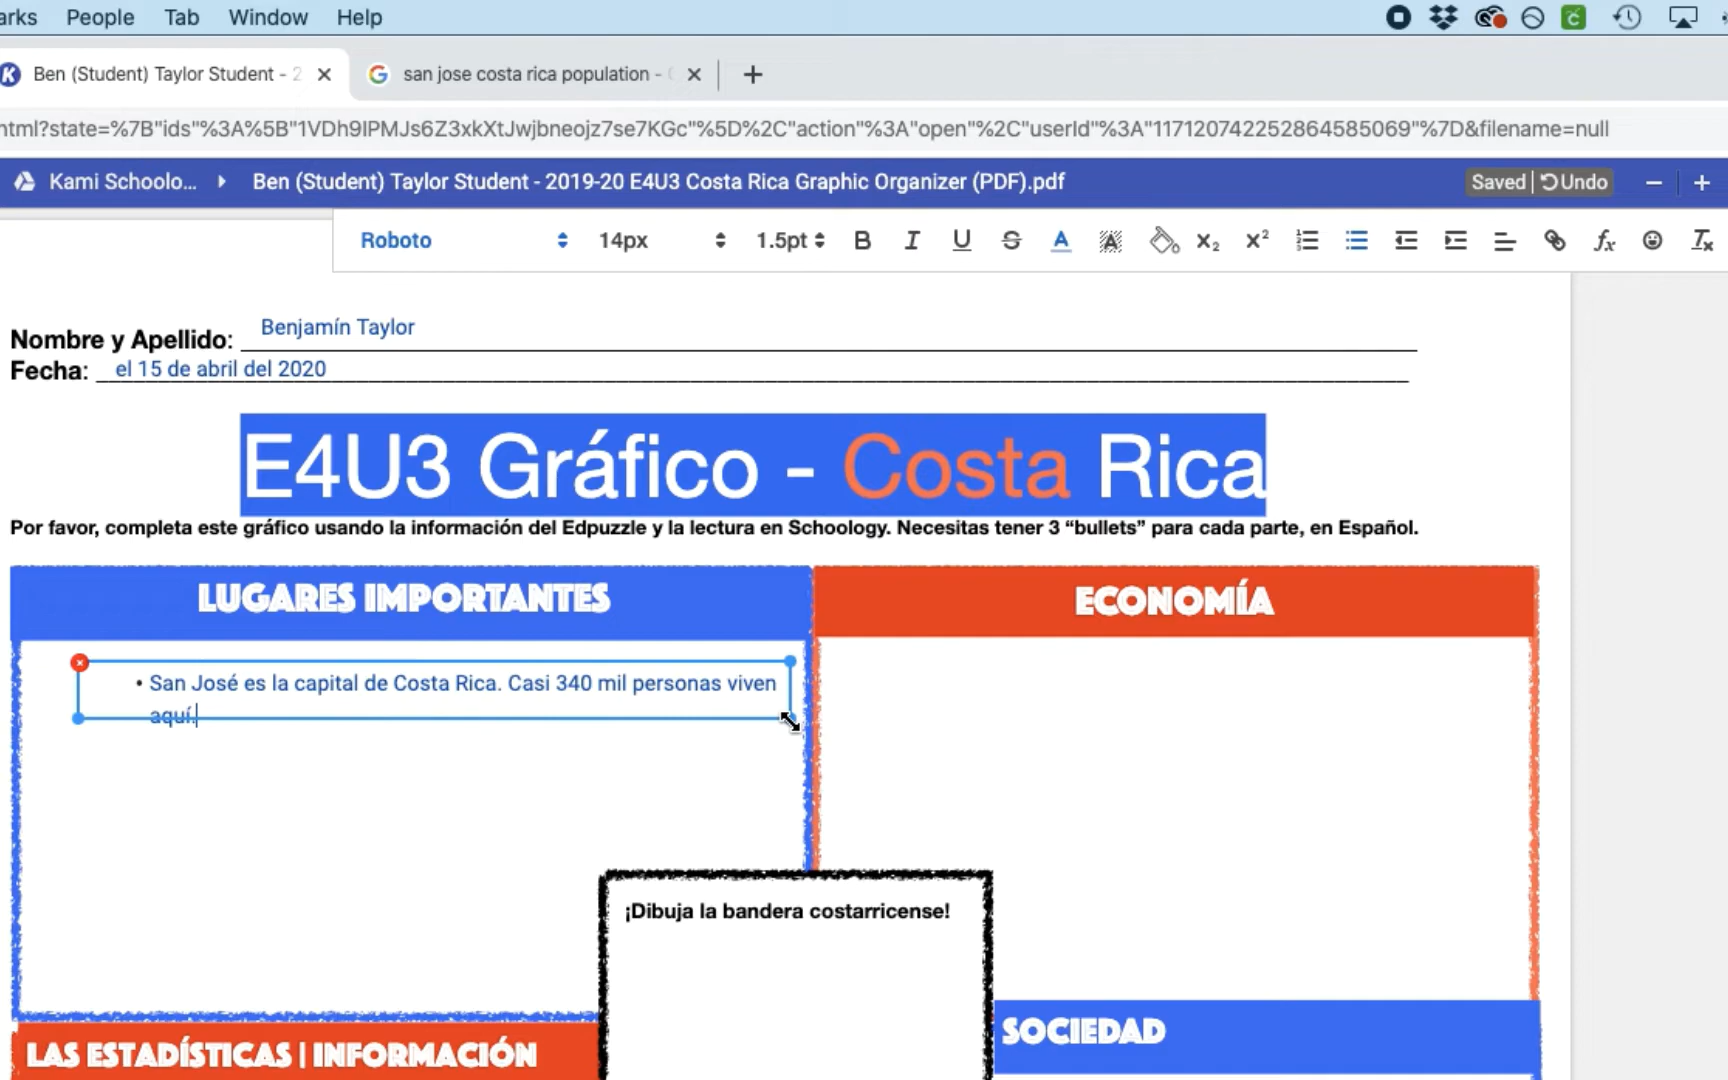 arks People Tab Window Help
Ben (Student) Taylor Student - 2
san jose costa rica population -
html?state=%7B"ids"%3A%5B"1VDh9IPMJs6Z3xkXtJwjbneojz7se7KGc"%5D%2C"action"%3A"open"%2C"userId"%3A"117120742252864585069"%7D&filename=null
Kami Schoolo... Ben (Student) Taylor Student - 2019-20 E4U3 Costa Rica Graphic Organizer (PDF).pdf Saved | Undo
Roboto 14px 1.5pt B I U S A A X₂ X² fx Tx
Nombre y Apellido: Benjamín Taylor
Fecha: el 15 de abril del 2020
E4U3 Gráfico - Costa Rica
Por favor, completa este gráfico usando la información del Edpuzzle y la lectura en Schoology. Necesitas tener 3 “bullets” para cada parte, en Español.
LUGARES IMPORTANTES
ECONOMÍA
• San José es la capital de Costa Rica. Casi 340 mil personas viven
aquí.
¡Dibuja la bandera costarricense!
SOCIEDAD
LAS ESTADÍSTICAS | INFORMACIÓN